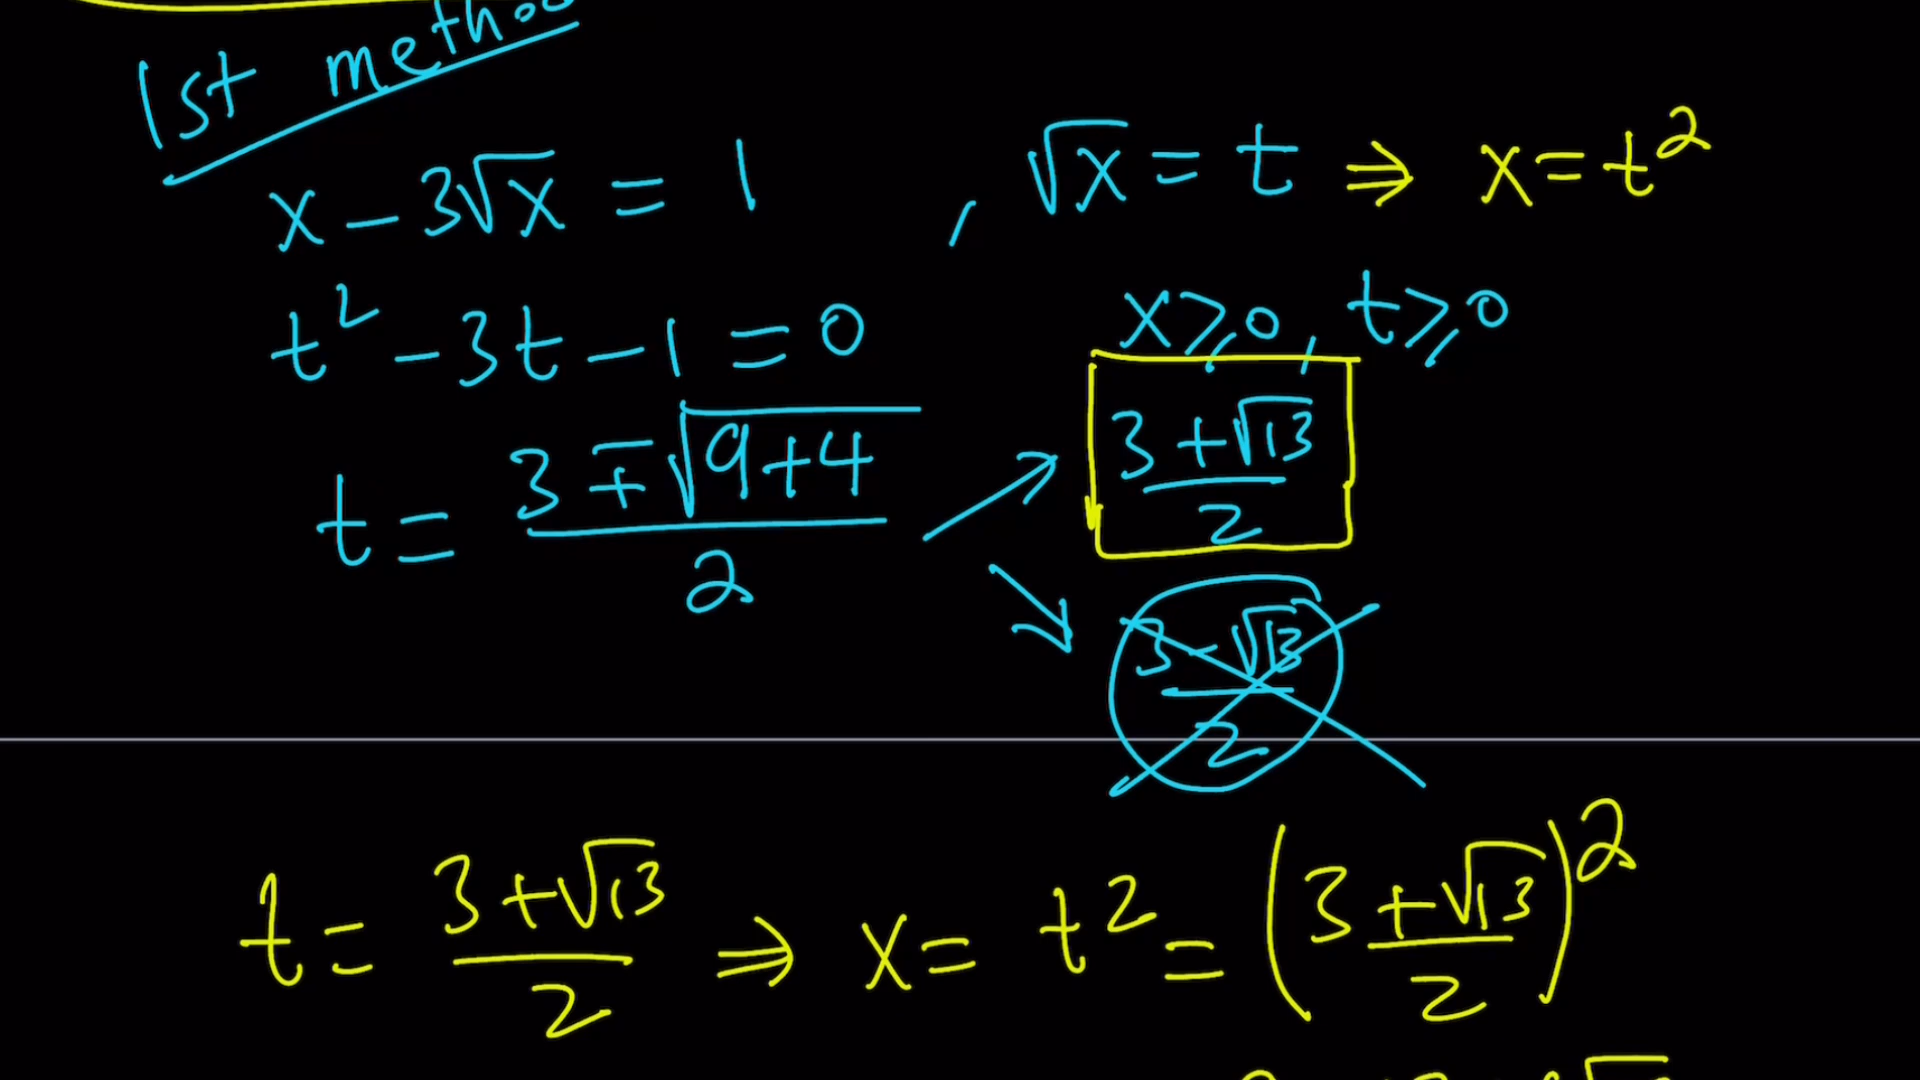 1st method
x - 3√x = 1 , √x = t ⇒ x = t²
t² - 3t - 1 = 0 x ⩾ 0, t ⩾ 0
t = (3 ∓ √(9+4))/2 ↗ (3+√13)/2
↘ (3-√13)/2
t = (3+√13)/2 ⇒ x = t² = ((3+√13)/2)²